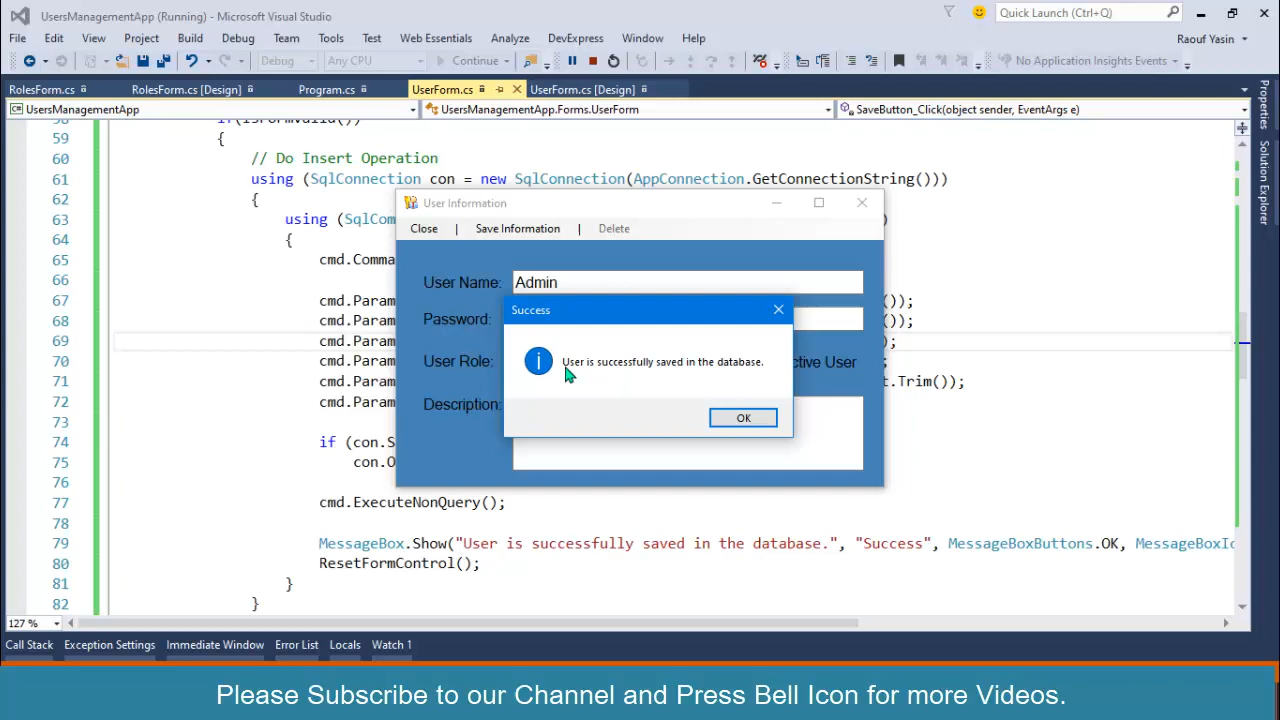 UsersManagementApp (Running) - Microsoft Visual Studio
Quick Launch (Ctrl+Q)
File Edit View Project Build Debug Team Tools Test Web Essentials Analyze DevExpress Window Help
Raouf Yasin
Debug Any CPU Continue No Application Insights Events
RolesForm.cs RolesForm.cs [Design] Program.cs UserForm.cs UserForm.cs [Design]
UsersManagementApp UsersManagementApp.Forms.UserForm SaveButton_Click(object sender, EventArgs e)
Properties
Solution Explorer
58 if(IsFormValid())
59 {
60 // Do Insert Operation
61 using (SqlConnection con = new SqlConnection(AppConnection.GetConnectionString()))
62 {
63 using (SqlCom )
64 {
65 cmd.Comma
66
67 cmd.Param ());
68 cmd.Param ());
69 cmd.Param ;
70 cmd.Param ;
71 cmd.Param t.Trim());
72 cmd.Param
73
74 if (con.S
75 con.O
76
77 cmd.ExecuteNonQuery();
78
79 MessageBox.Show("User is successfully saved in the database.", "Success", MessageBoxButtons.OK, MessageBoxIc
80 ResetFormControl();
81 }
82 }
User Information
Close | Save Information | Delete
User Name: Admin
Password:
User Role: ctive User
Description:
Success
User is successfully saved in the database.
OK
127 %
Call Stack Exception Settings Immediate Window Error List Locals Watch 1
Please Subscribe to our Channel and Press Bell Icon for more Videos.